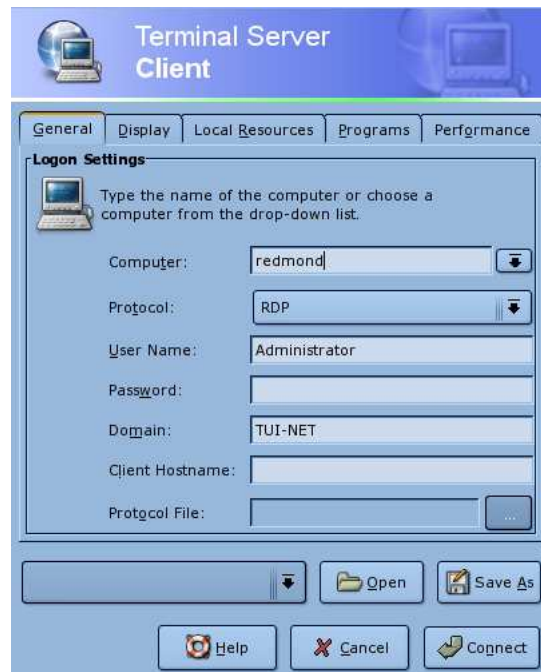 Terminal Server
Client
General Display Local Resources Programs Performance
Logon Settings
Type the name of the computer or choose a
computer from the drop-down list.
Computer: redmond
Protocol: RDP
User Name: Administrator
Password:
Domain: TUI-NET
Client Hostname:
Protocol File: ...
Open Save As
Help Cancel Connect